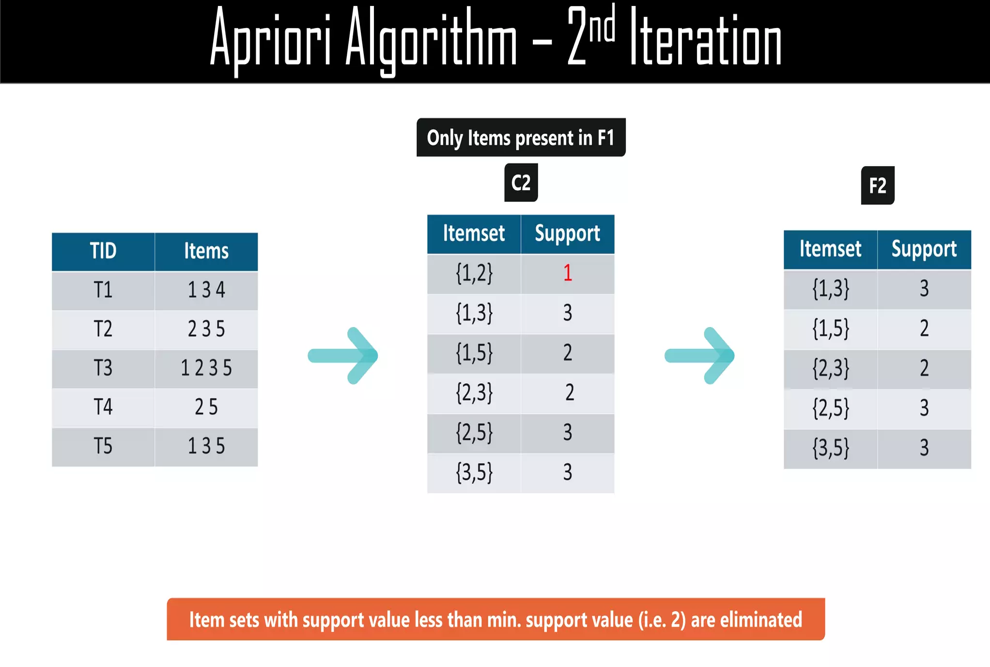 Apriori Algorithm – 2nd Iteration
Only Items present in F1
C2
F2
TID Items
T1 1 3 4
T2 2 3 5
T3 1 2 3 5
T4 2 5
T5 1 3 5
Itemset Support
{1,2} 1
{1,3} 3
{1,5} 2
{2,3} 2
{2,5} 3
{3,5} 3
Itemset Support
{1,3} 3
{1,5} 2
{2,3} 2
{2,5} 3
{3,5} 3
Item sets with support value less than min. support value (i.e. 2) are eliminated